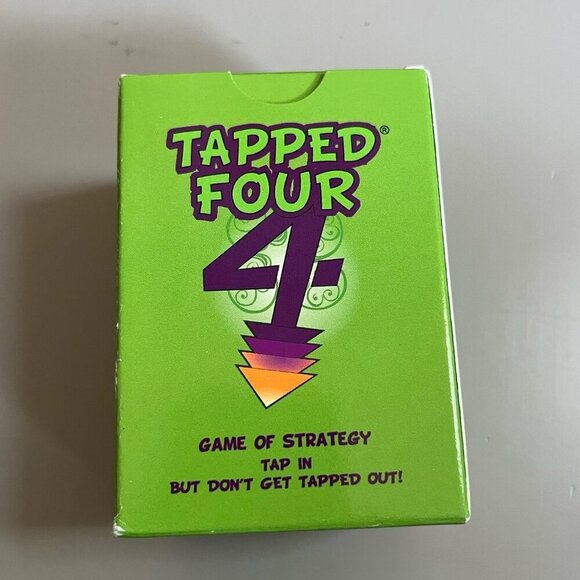 TAPPED®
FOUR
4
GAME OF STRATEGY
TAP IN
BUT DON'T GET TAPPED OUT!